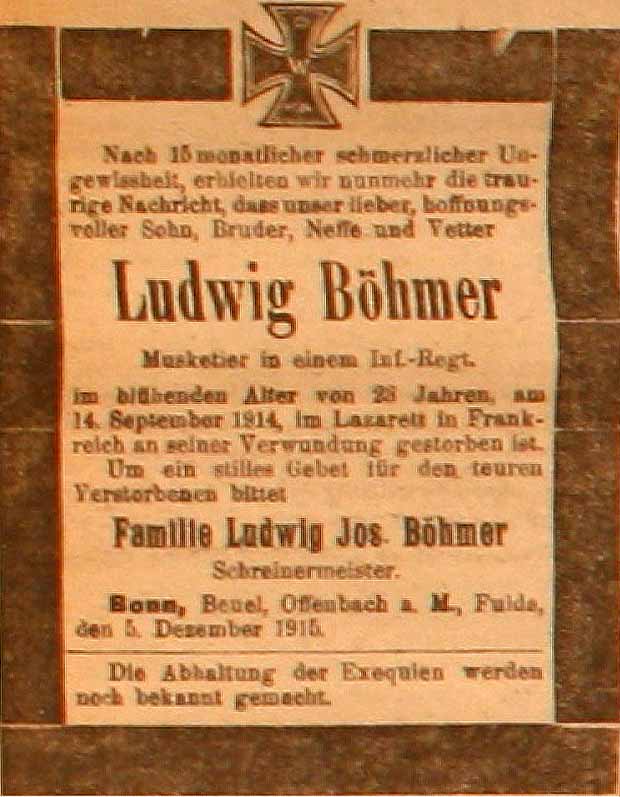 Nach 15 monatlicher schmerzlicher Un-
gewissheit, erhielten wir nunmehr die trau-
rige Nachricht, dass unser lieber, hoffnungs-
voller Sohn, Bruder, Neffe und Vetter
Ludwig Böhmer
Musketier in einem Inf.-Regt.
im blühenden Alter von 23 Jahren, am
14. September 1914, im Lazarett in Frank-
reich an seiner Verwundung gestorben ist.
Um ein stilles Gebet für den teuren
Verstorbenen bittet
Familie Ludwig Jos. Böhmer
Schreinermeister.
Bonn, Beuel, Offenbach a. M., Fulda,
den 5. Dezember 1915.
Die Abhaltung der Exequien werden
noch bekannt gemacht.